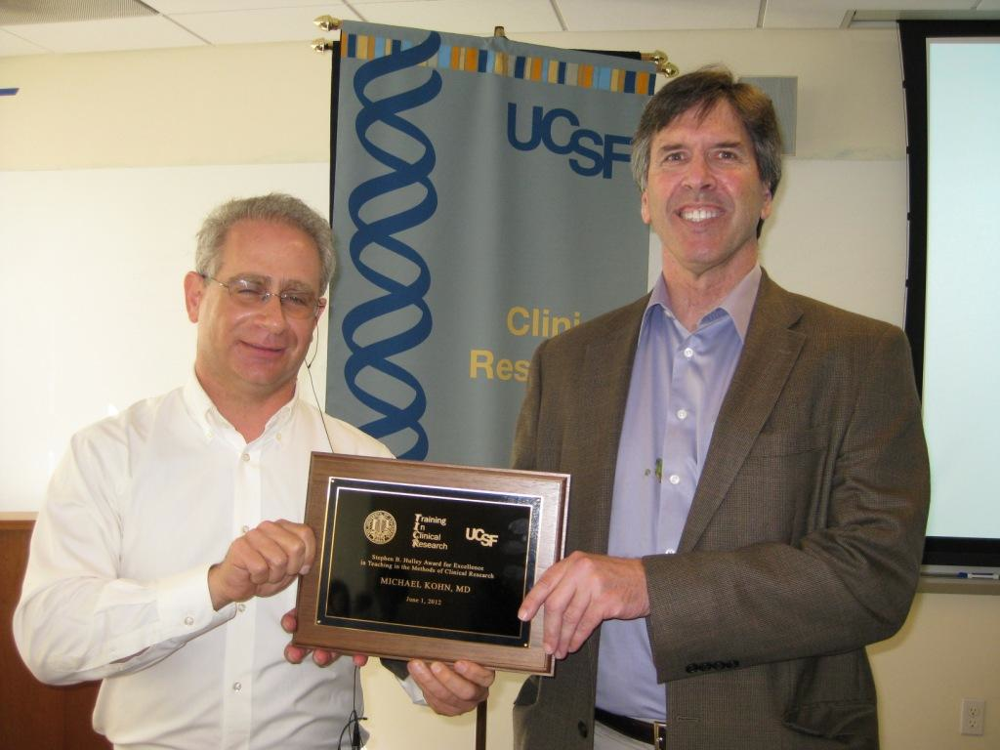 UCSF
Clini
Res
Training
In
Clinical
Research
UCSF
Stephen B. Hulley Award for Excellence
in Teaching in the Methods of Clinical Research
MICHAEL KOHN, MD
June 1, 2012